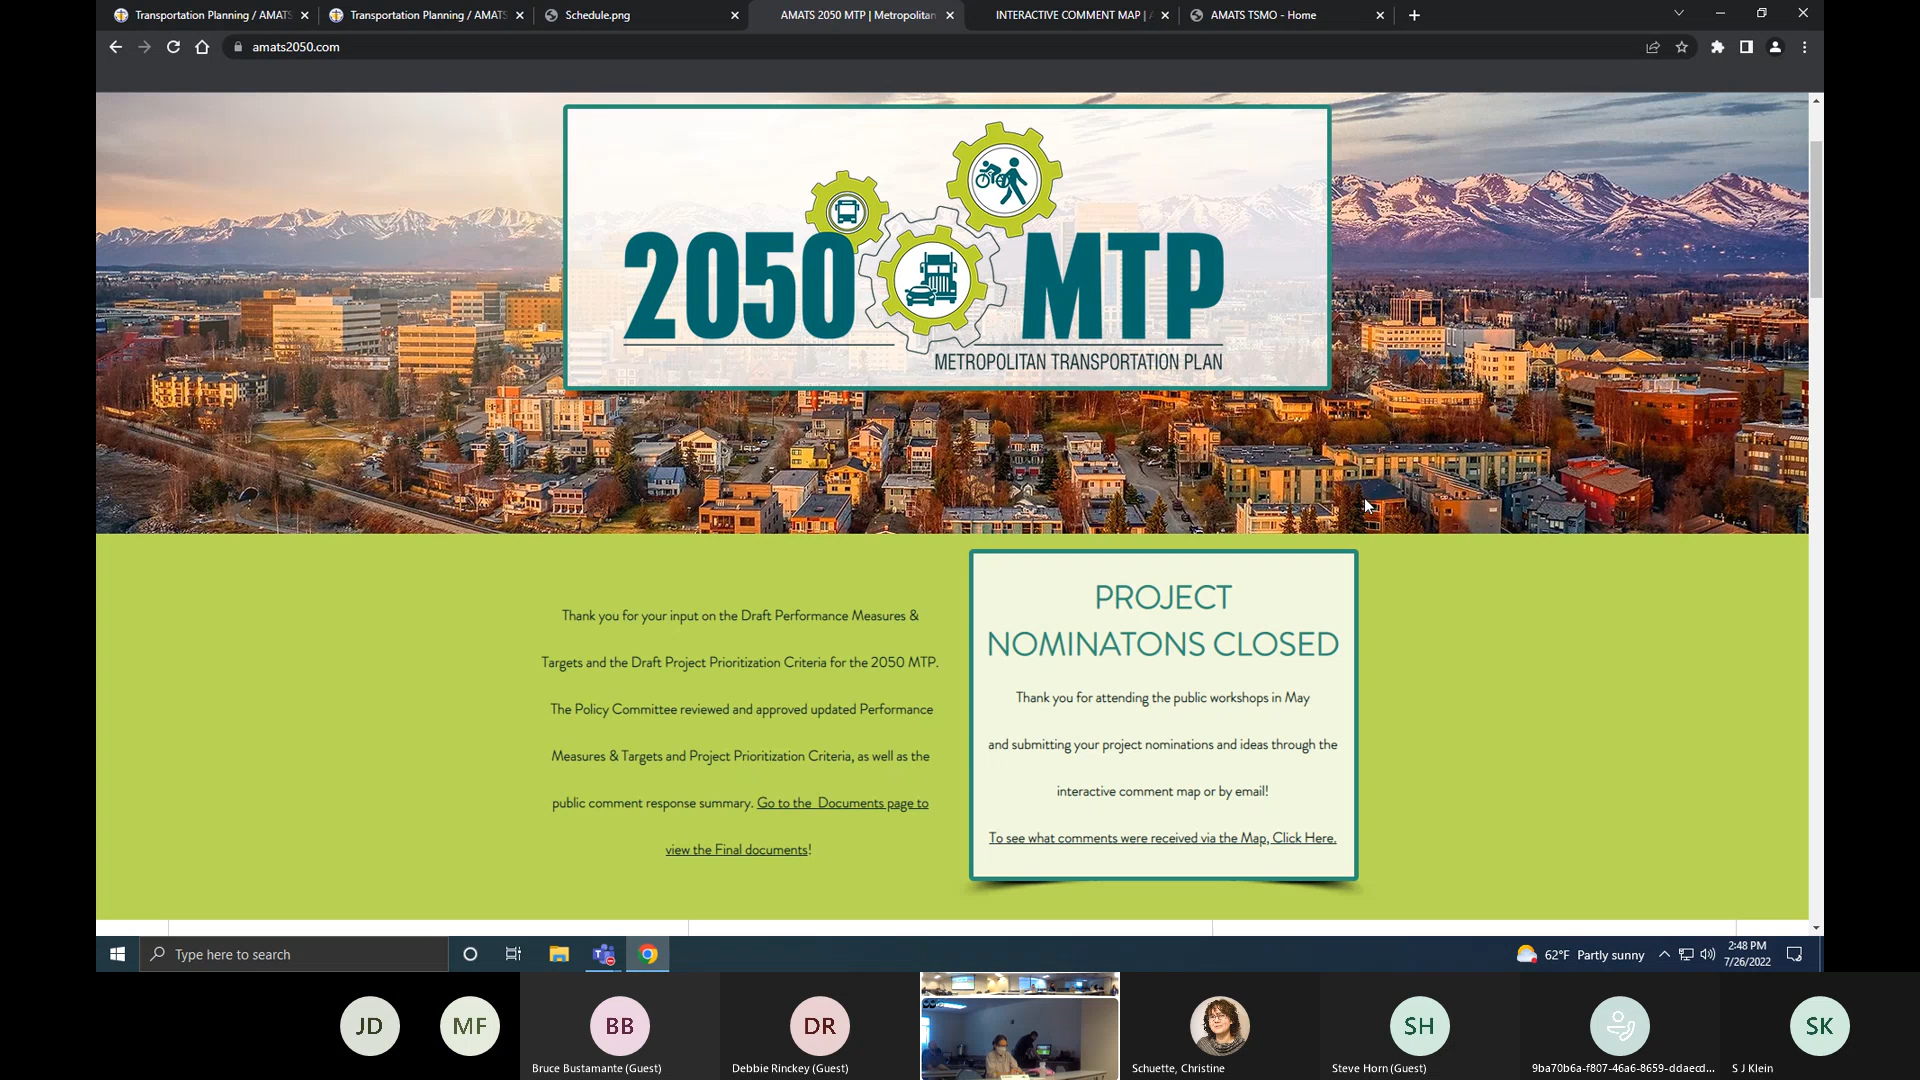 Transportation Planning / AMATS
Transportation Planning / AMATS
Schedule.png
AMATS 2050 MTP | Metropolitan
INTERACTIVE COMMENT MAP |
AMATS TSMO - Home
amats2050.com
2050 MTP
METROPOLITAN TRANSPORTATION PLAN
Thank you for your input on the Draft Performance Measures &
Targets and the Draft Project Prioritization Criteria for the 2050 MTP.
The Policy Committee reviewed and approved updated Performance
Measures & Targets and Project Prioritization Criteria, as well as the
public comment response summary. Go to the Documents page to
view the Final documents!
PROJECT
NOMINATONS CLOSED
Thank you for attending the public workshops in May
and submitting your project nominations and ideas through the
interactive comment map or by email!
To see what comments were received via the Map, Click Here.
Type here to search
62°F Partly sunny
2:48 PM
7/26/2022
JD
MF
BB
DR
SH
SK
Bruce Bustamante (Guest)
Debbie Rinckey (Guest)
Schuette, Christine
Steve Horn (Guest)
9ba70b6a-f807-46a6-8659-ddaecd...
S J Klein